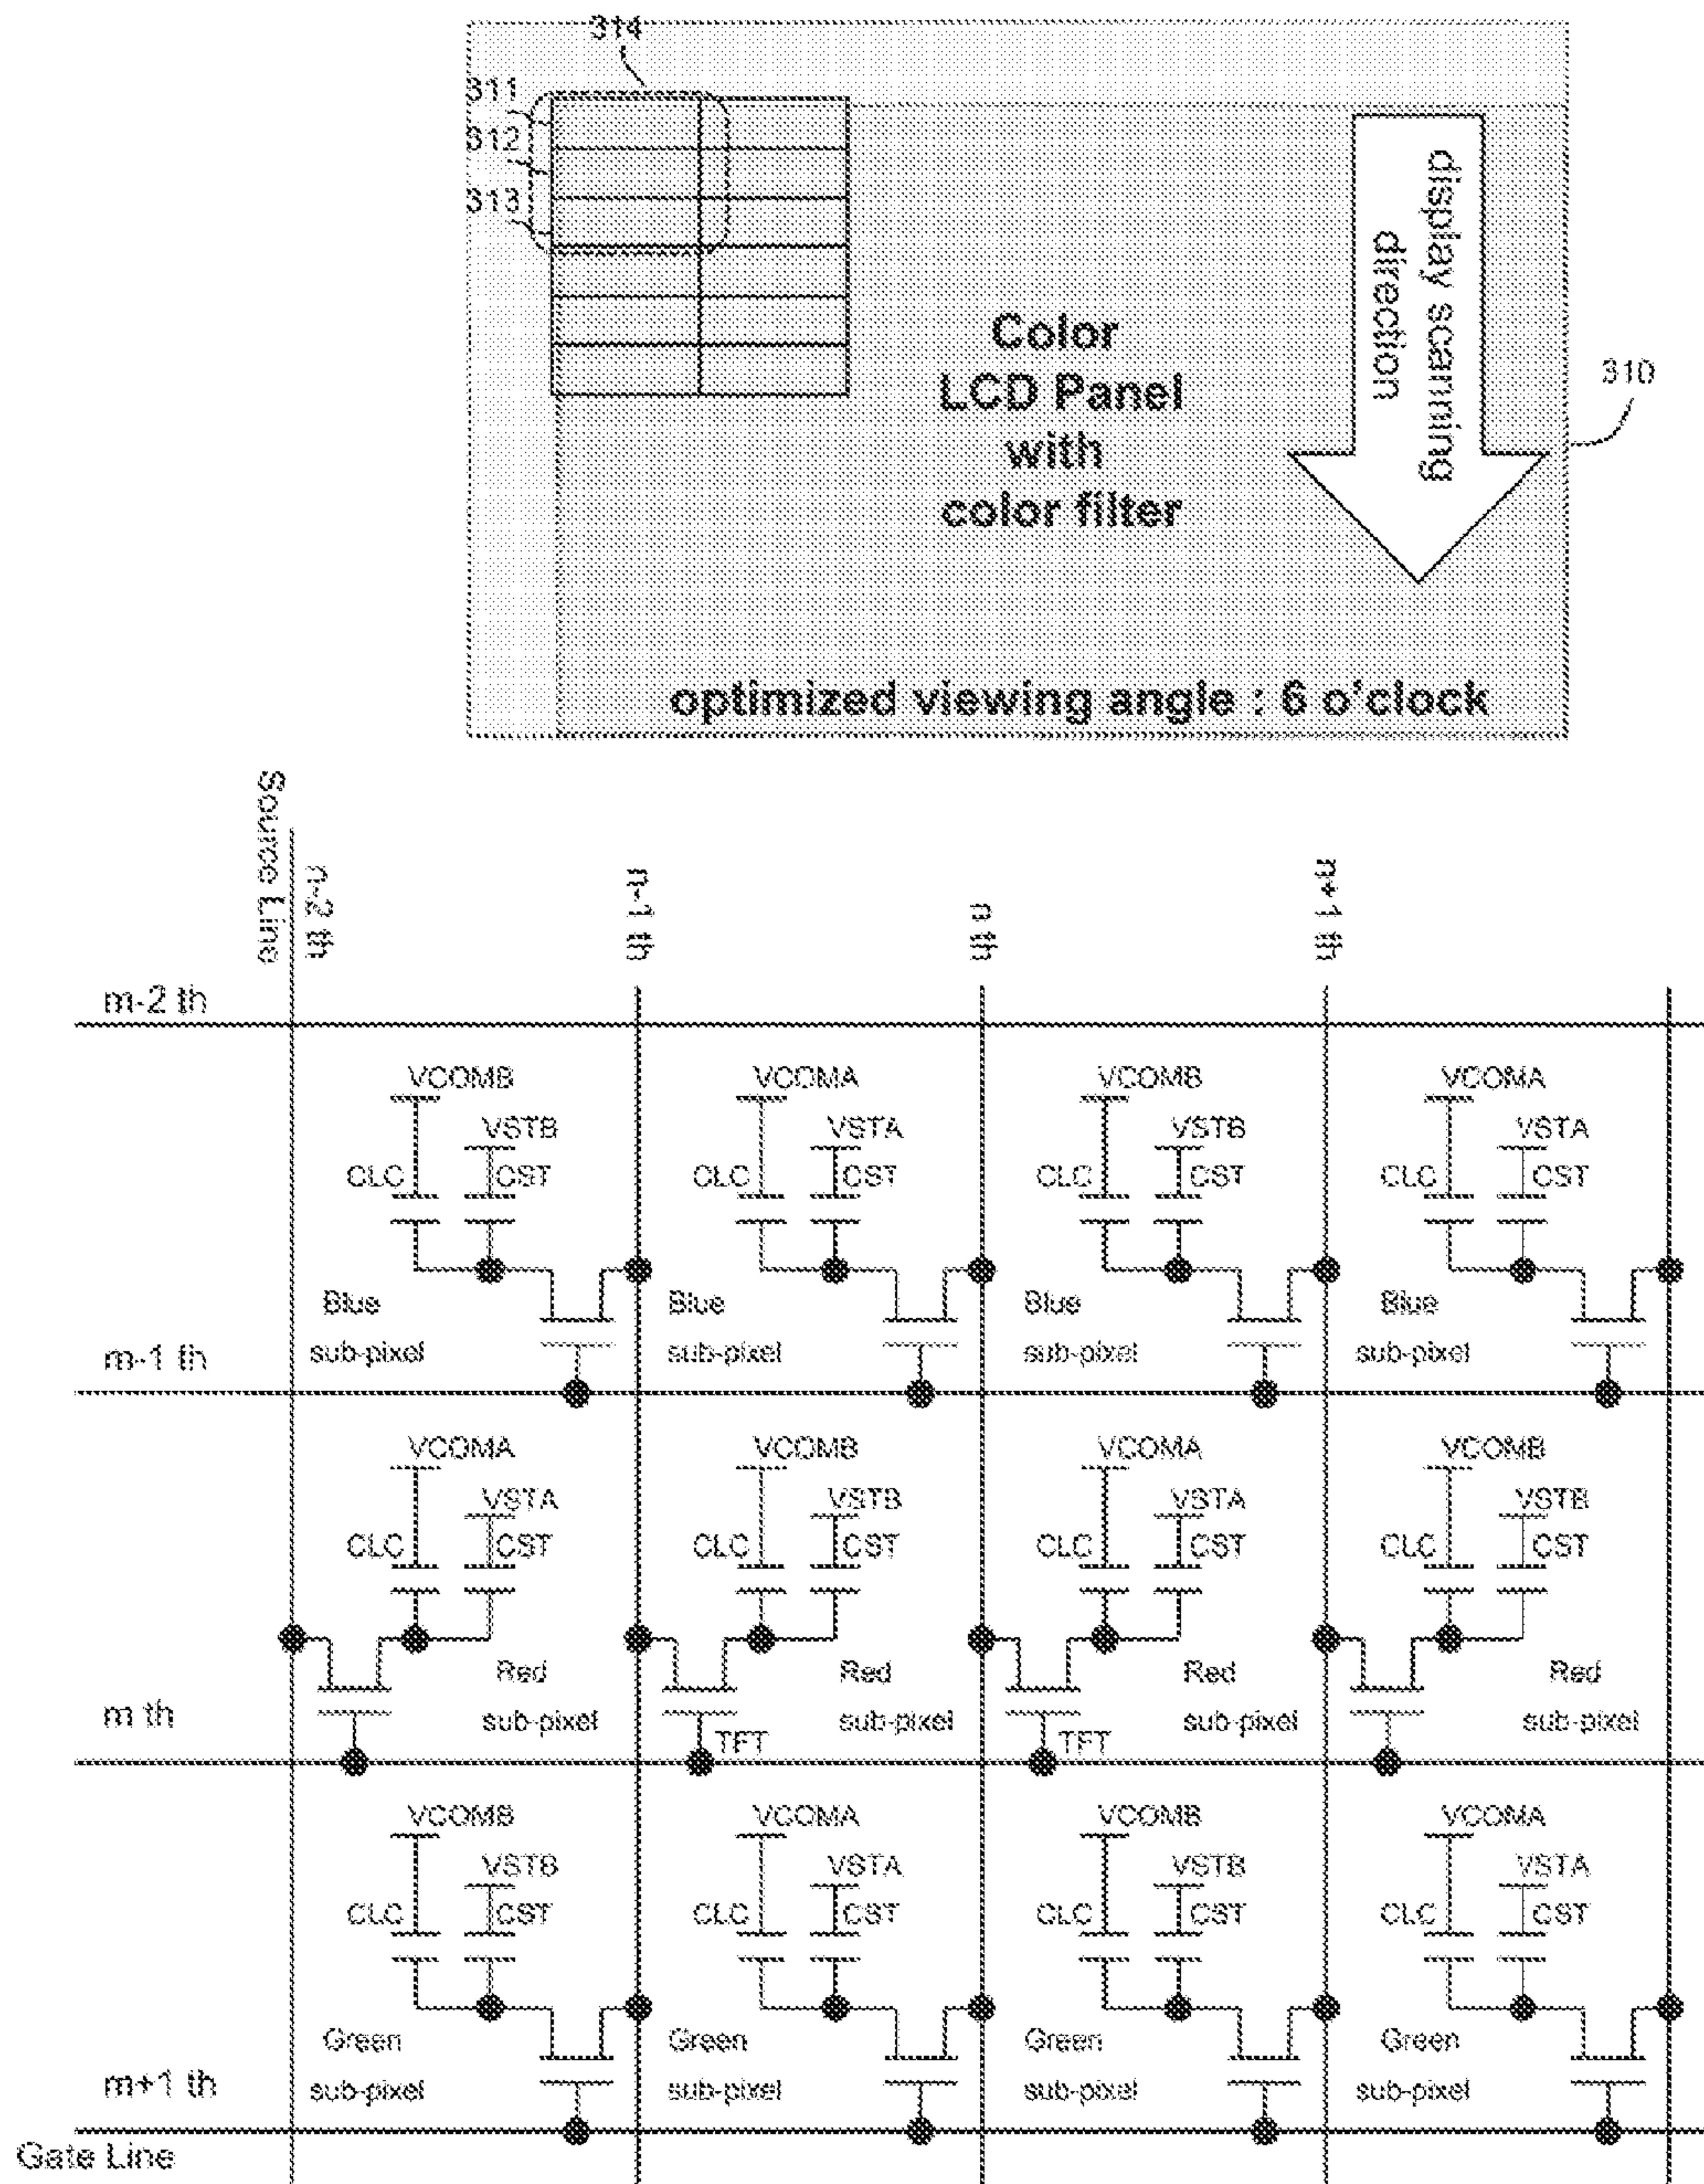 314
311
312
313
display scanning
direction
310
Color
LCD Panel
with
color filter
optimized viewing angle : 6 o'clock
Source Line
n-2 th
n-1 th
n th
n+1 th
m-2 th
VCOMB VCOMA VCOMB VCOMA
VSTB VSTA VSTB VSTA
CLC CST CLC CST CLC CST CLC CST
Blue Blue Blue Blue
sub-pixel sub-pixel sub-pixel sub-pixel
m-1 th
VCOMA VCOMB VCOMA VCOMB
VSTA VSTB VSTA VSTB
CLC CST CLC CST CLC CST CLC CST
Red Red Red Red
sub-pixel sub-pixel sub-pixel sub-pixel
m th
TFT TFT
VCOMB VCOMA VCOMB VCOMA
VSTB VSTA VSTB VSTA
CLC CST CLC CST CLC CST CLC CST
Green Green Green Green
sub-pixel sub-pixel sub-pixel sub-pixel
m+1 th
Gate Line